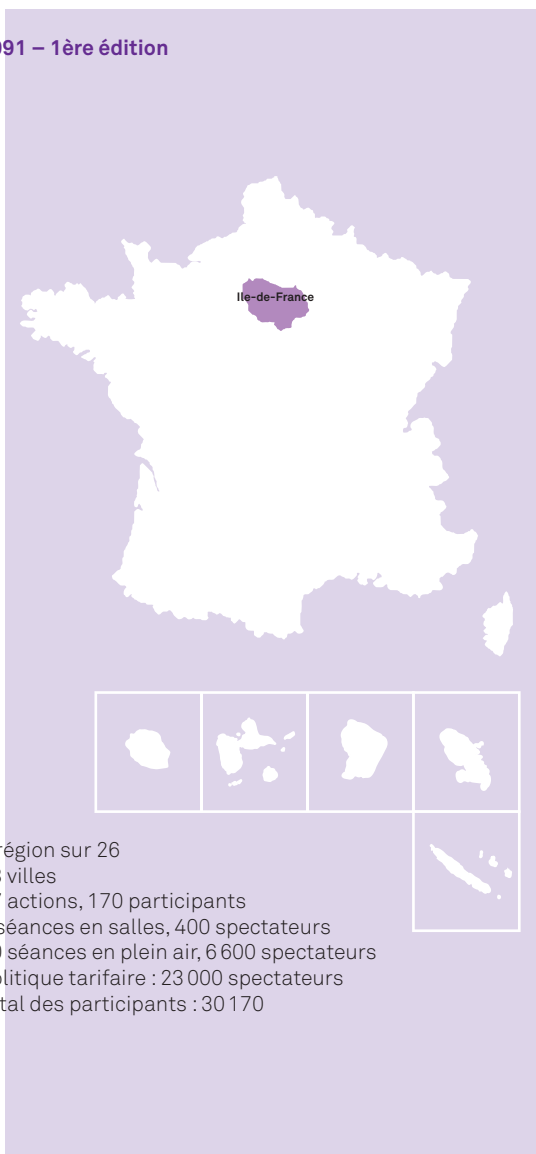 91 – 1ère édition
Ile-de-France
région sur 26
villes
actions, 170 participants
séances en salles, 400 spectateurs
séances en plein air, 6 600 spectateurs
litique tarifaire : 23 000 spectateurs
tal des participants : 30 170